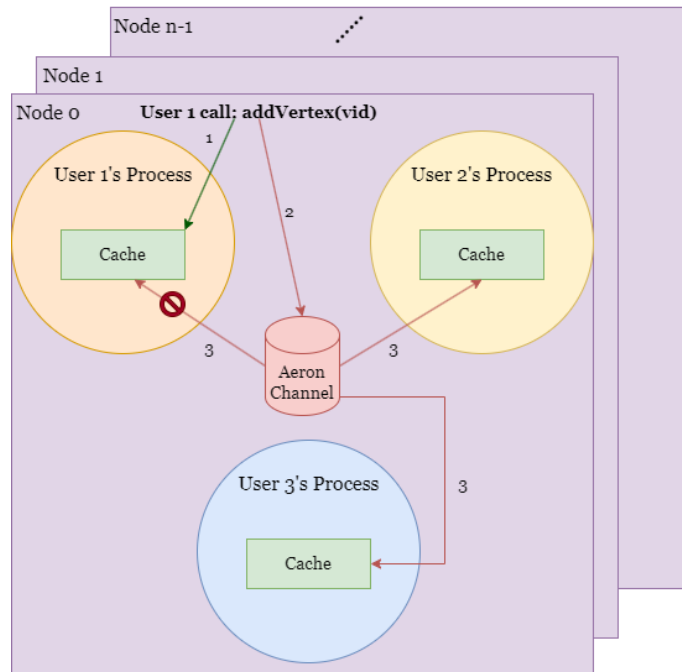 Node n-1
Node 1
Node 0
User 1 call: addVertex(vid)
1
User 1's Process
User 2's Process
2
Cache
Cache
3
3
Aeron
Channel
User 3's Process
3
Cache